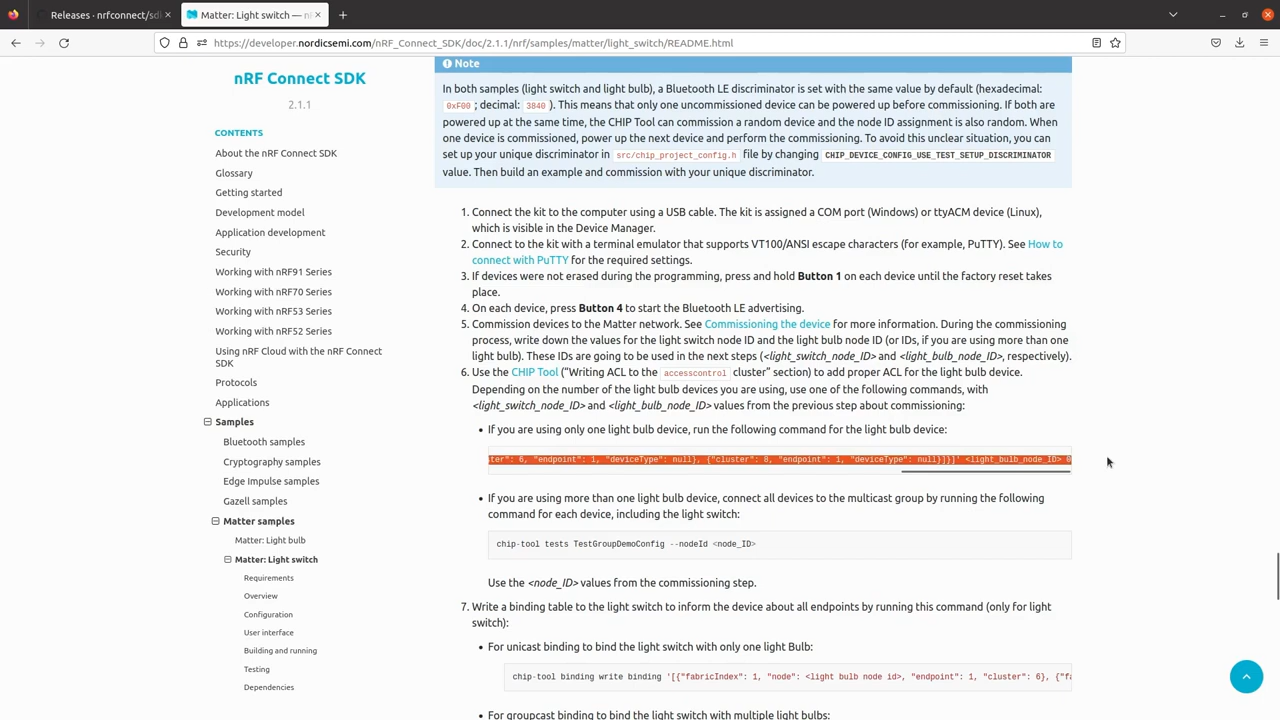 Releases · nrfconnect/sdk
Matter: Light switch — n
https://developer.nordicsemi.com/nRF_Connect_SDK/doc/2.1.1/nrf/samples/matter/light_switch/README.html
nRF Connect SDK
2.1.1
CONTENTS
About the nRF Connect SDK
Glossary
Getting started
Development model
Application development
Security
Working with nRF91 Series
Working with nRF70 Series
Working with nRF53 Series
Working with nRF52 Series
Using nRF Cloud with the nRF Connect
SDK
Protocols
Applications
Samples
Bluetooth samples
Cryptography samples
Edge Impulse samples
Gazell samples
Matter samples
Matter: Light bulb
Matter: Light switch
Requirements
Overview
Configuration
User interface
Building and running
Testing
Dependencies
Note
In both samples (light switch and light bulb), a Bluetooth LE discriminator is set with the same value by default (hexadecimal:
0xF00 ; decimal: 3840 ). This means that only one uncommissioned device can be powered up before commissioning. If both are
powered up at the same time, the CHIP Tool can commission a random device and the node ID assignment is also random. When
one device is commissioned, power up the next device and perform the commissioning. To avoid this unclear situation, you can
set up your unique discriminator in src/chip_project_config.h file by changing CHIP_DEVICE_CONFIG_USE_TEST_SETUP_DISCRIMINATOR
value. Then build an example and commission with your unique discriminator.
1. Connect the kit to the computer using a USB cable. The kit is assigned a COM port (Windows) or ttyACM device (Linux),
which is visible in the Device Manager.
2. Connect to the kit with a terminal emulator that supports VT100/ANSI escape characters (for example, PuTTY). See How to
connect with PuTTY for the required settings.
3. If devices were not erased during the programming, press and hold Button 1 on each device until the factory reset takes
place.
4. On each device, press Button 4 to start the Bluetooth LE advertising.
5. Commission devices to the Matter network. See Commissioning the device for more information. During the commissioning
process, write down the values for the light switch node ID and the light bulb node ID (or IDs, if you are using more than one
light bulb). These IDs are going to be used in the next steps (<light_switch_node_ID> and <light_bulb_node_ID>, respectively).
6. Use the CHIP Tool (“Writing ACL to the accesscontrol cluster” section) to add proper ACL for the light bulb device.
Depending on the number of the light bulb devices you are using, use one of the following commands, with
<light_switch_node_ID> and <light_bulb_node_ID> values from the previous step about commissioning:
• If you are using only one light bulb device, run the following command for the light bulb device:
ter": 6, "endpoint": 1, "deviceType": null}, {"cluster": 8, "endpoint": 1, "deviceType": null}]}]' <light_bulb_node_ID> 0
• If you are using more than one light bulb device, connect all devices to the multicast group by running the following
command for each device, including the light switch:
chip-tool tests TestGroupDemoConfig --nodeId <node_ID>
Use the <node_ID> values from the commissioning step.
7. Write a binding table to the light switch to inform the device about all endpoints by running this command (only for light
switch):
• For unicast binding to bind the light switch with only one light Bulb:
chip-tool binding write binding '[{"fabricIndex": 1, "node": <light bulb node id>, "endpoint": 1, "cluster": 6}, {"fa
• For groupcast binding to bind the light switch with multiple light bulbs: